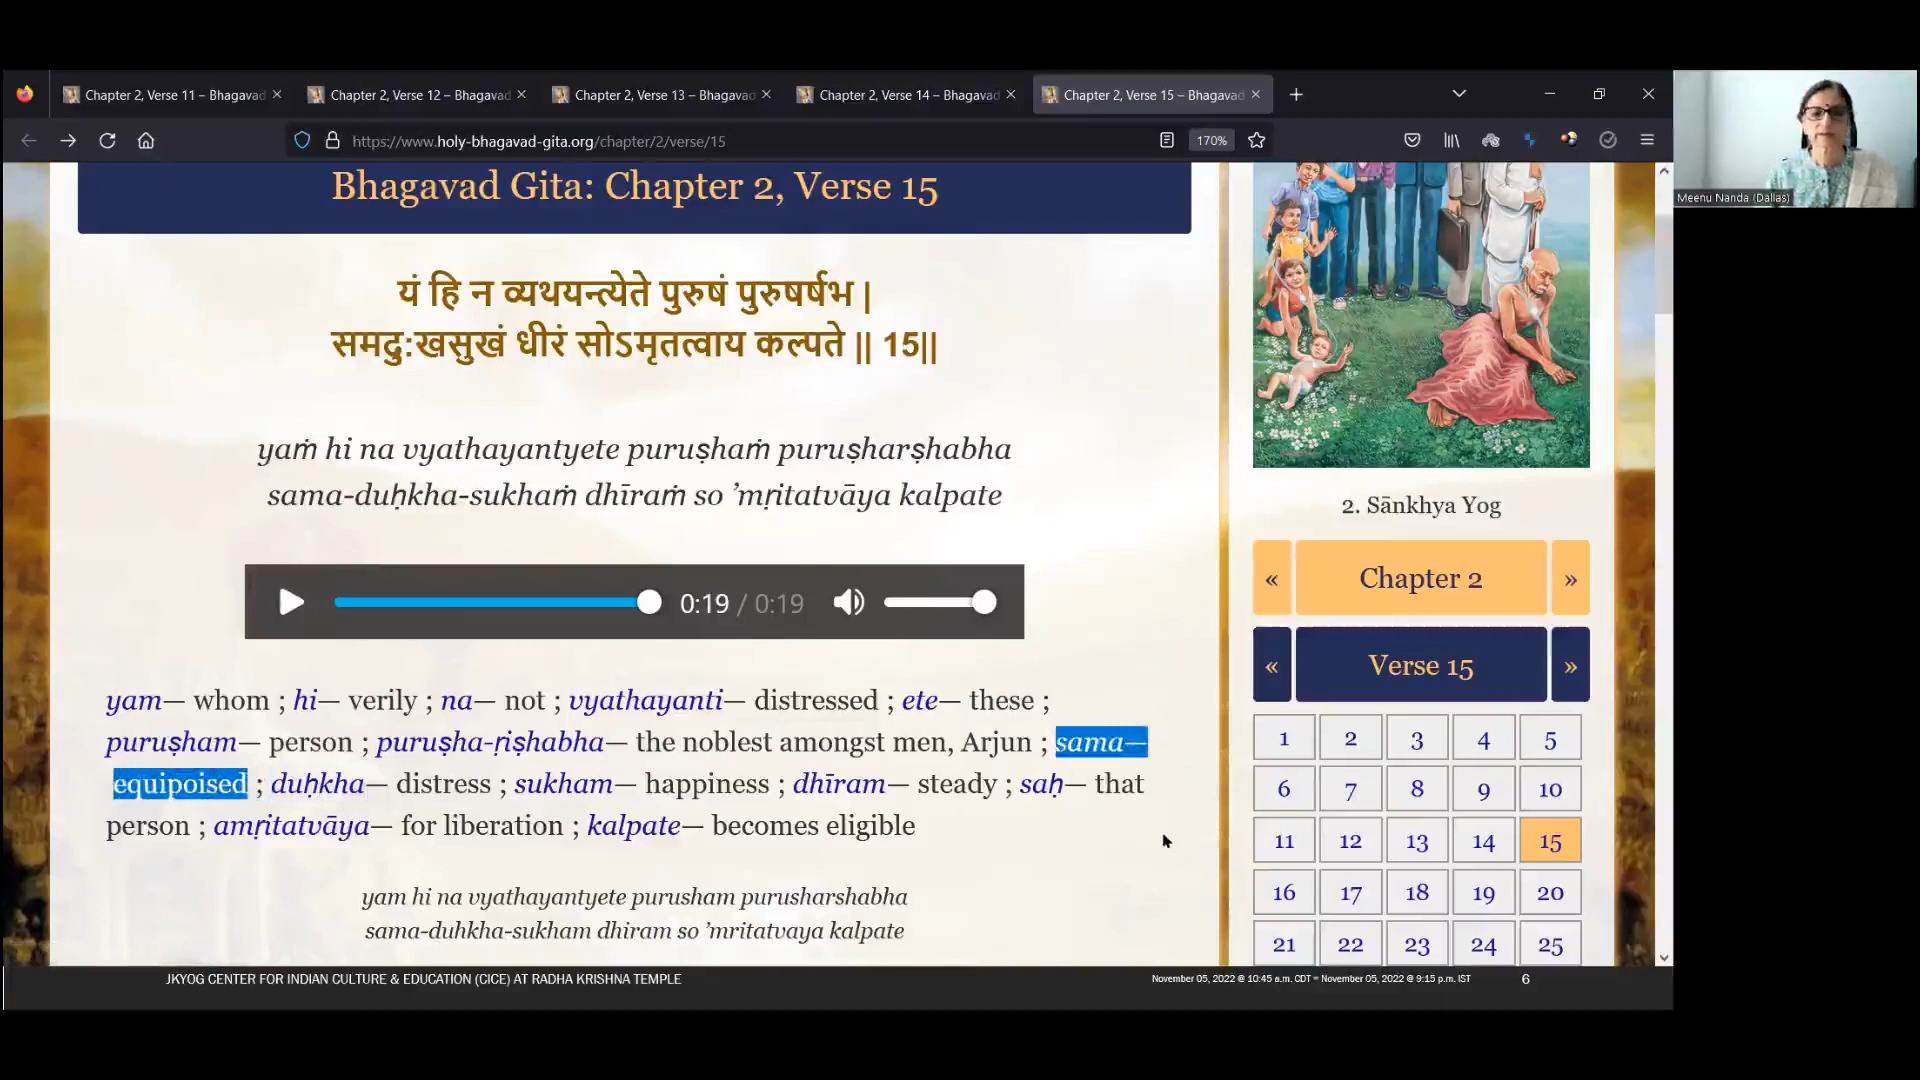 Chapter 2, Verse 11 – Bhagavad
Chapter 2, Verse 12 – Bhagavad
Chapter 2, Verse 13 – Bhagavad
Chapter 2, Verse 14 – Bhagavad
Chapter 2, Verse 15 – Bhagavad
https://www.holy-bhagavad-gita.org/chapter/2/verse/15
170%
Meenu Nanda (Dallas)
Bhagavad Gita: Chapter 2, Verse 15
यं हि न व्यथयन्त्येते पुरुषं पुरुषर्षभ |
समदु:खसुखं धीरं सोऽमृतत्वाय कल्पते || 15||
yaṁ hi na vyathayantyete puruṣhaṁ puruṣharṣhabha
sama-duḥkha-sukhaṁ dhīraṁ so ’mṛitatvāya kalpate
0:19 / 0:19
yam— whom ; hi— verily ; na— not ; vyathayanti— distressed ; ete— these ;
puruṣham— person ; puruṣha-ṛiṣhabha— the noblest amongst men, Arjun ; sama—
equipoised ; duḥkha— distress ; sukham— happiness ; dhīram— steady ; saḥ— that
person ; amṛitatvāya— for liberation ; kalpate— becomes eligible
yam hi na vyathayantyete purusham purusharshabha
sama-duhkha-sukham dhiram so ’mritatvaya kalpate
2. Sānkhya Yog
« Chapter 2 »
« Verse 15 »
1 2 3 4 5
6 7 8 9 10
11 12 13 14 15
16 17 18 19 20
21 22 23 24 25
JKYOG CENTER FOR INDIAN CULTURE & EDUCATION (CICE) AT RADHA KRISHNA TEMPLE
November 05, 2022 @ 10:45 a.m. CDT = November 05, 2022 @ 9:15 p.m. IST
6